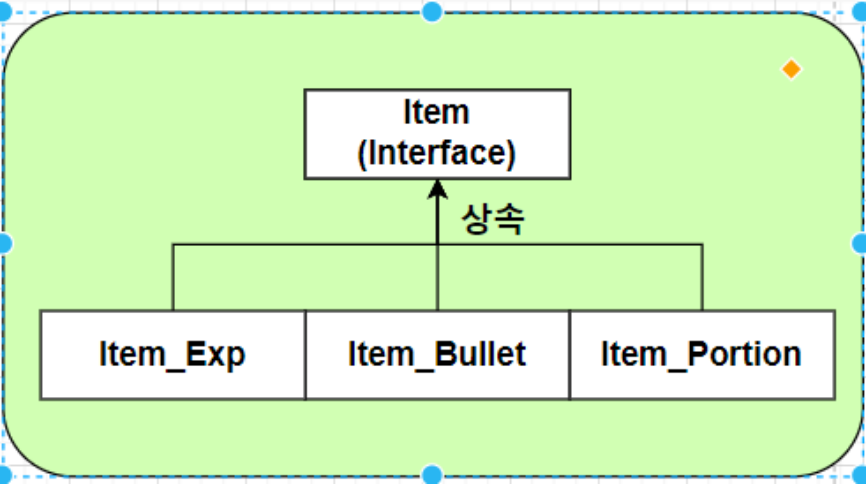 Item
(Interface)
상속
Item_Exp
Item_Bullet
Item_Portion